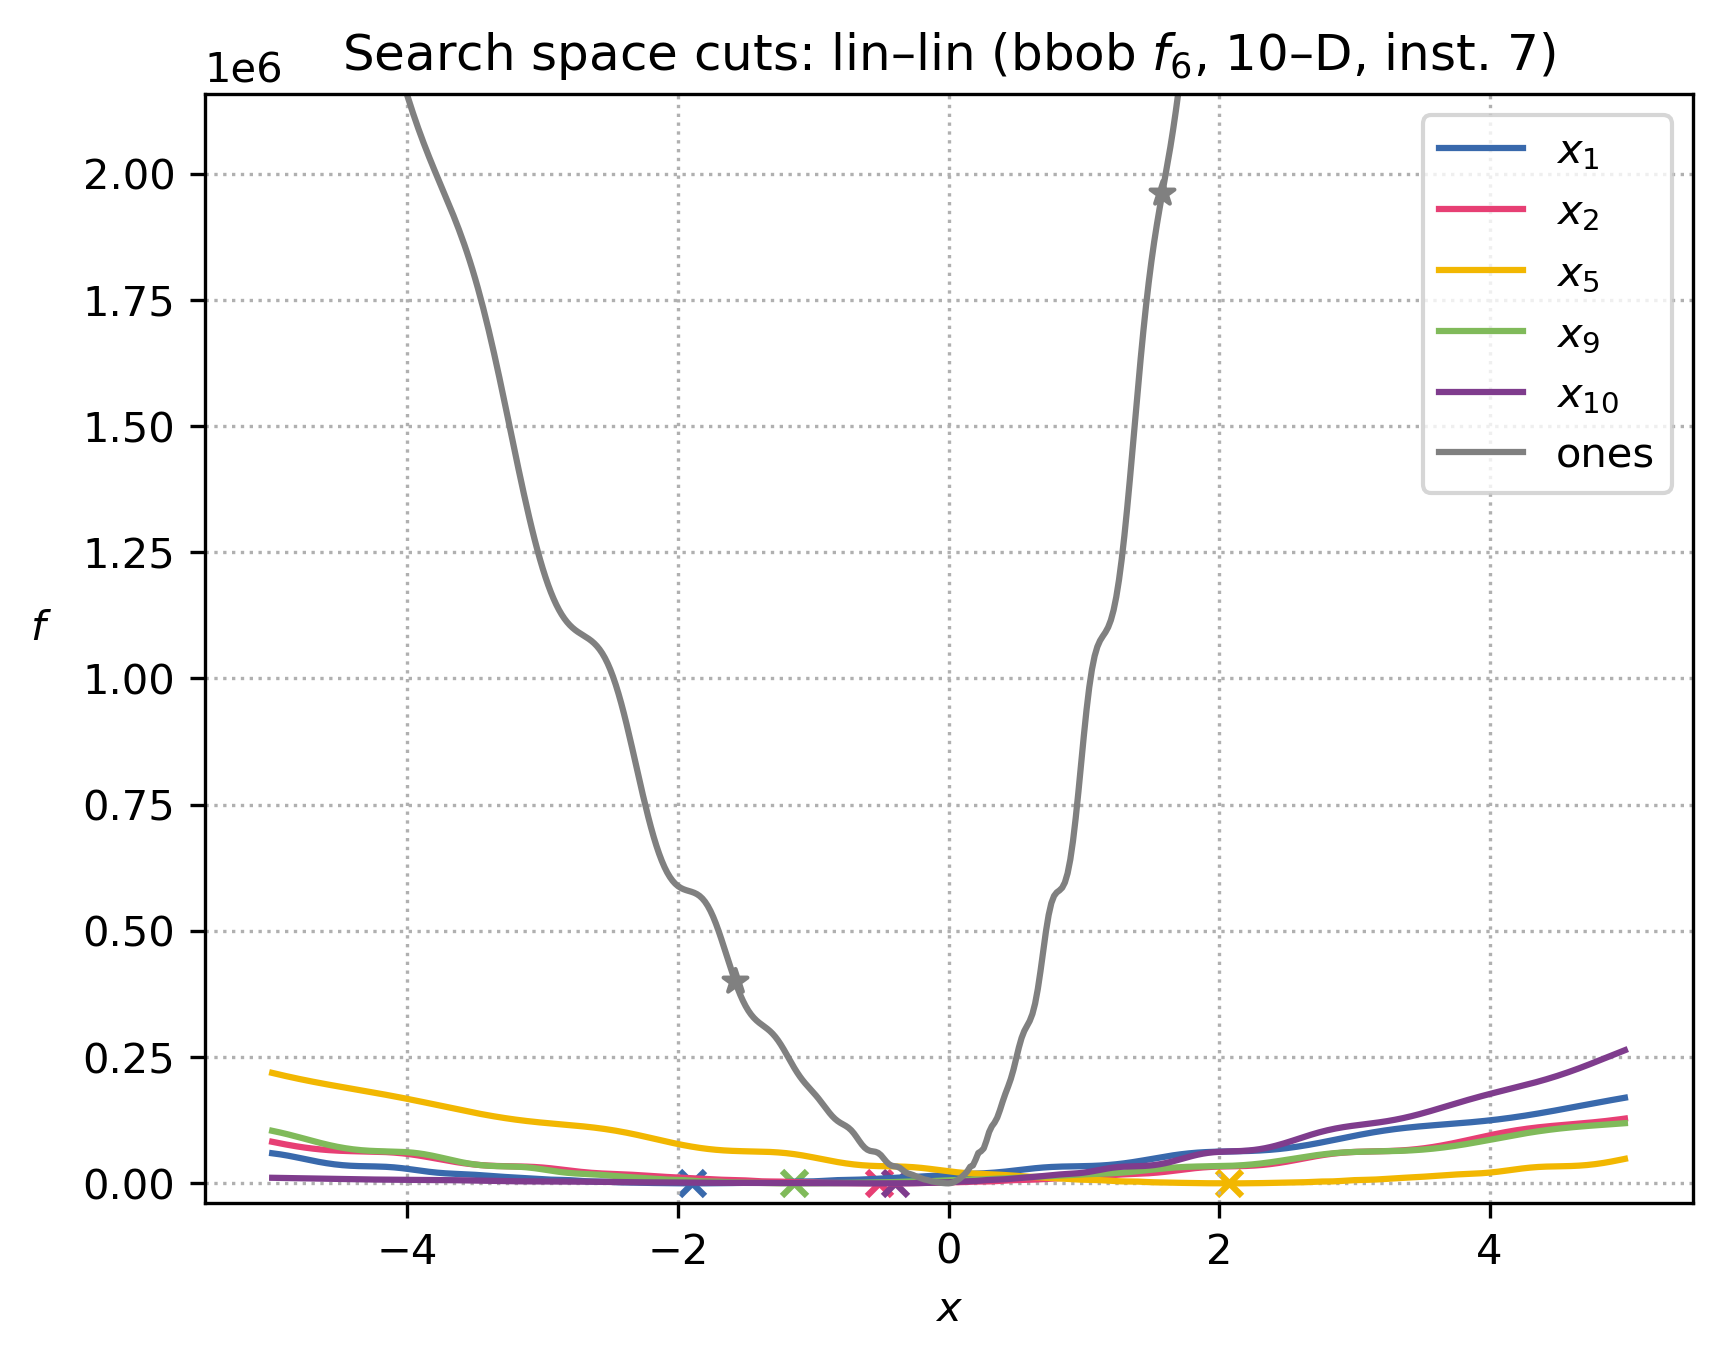 Search space cuts: lin–lin (bbob f₆, 10–D, inst. 7)
1e6
2.00
1.75
1.50
1.25
1.00
0.75
0.50
0.25
0.00
f
x₁
x₂
x₅
x₉
x₁₀
ones
−4 −2 0 2 4
x